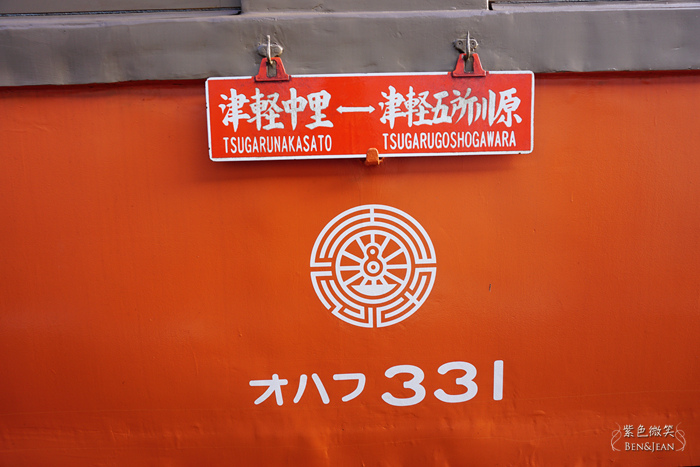 津軽中里⟷津軽五所川原
TSUGARUNAKASATO TSUGARUGOSHOGAWARA
オハフ 331
紫色微笑
BEN&JEAN